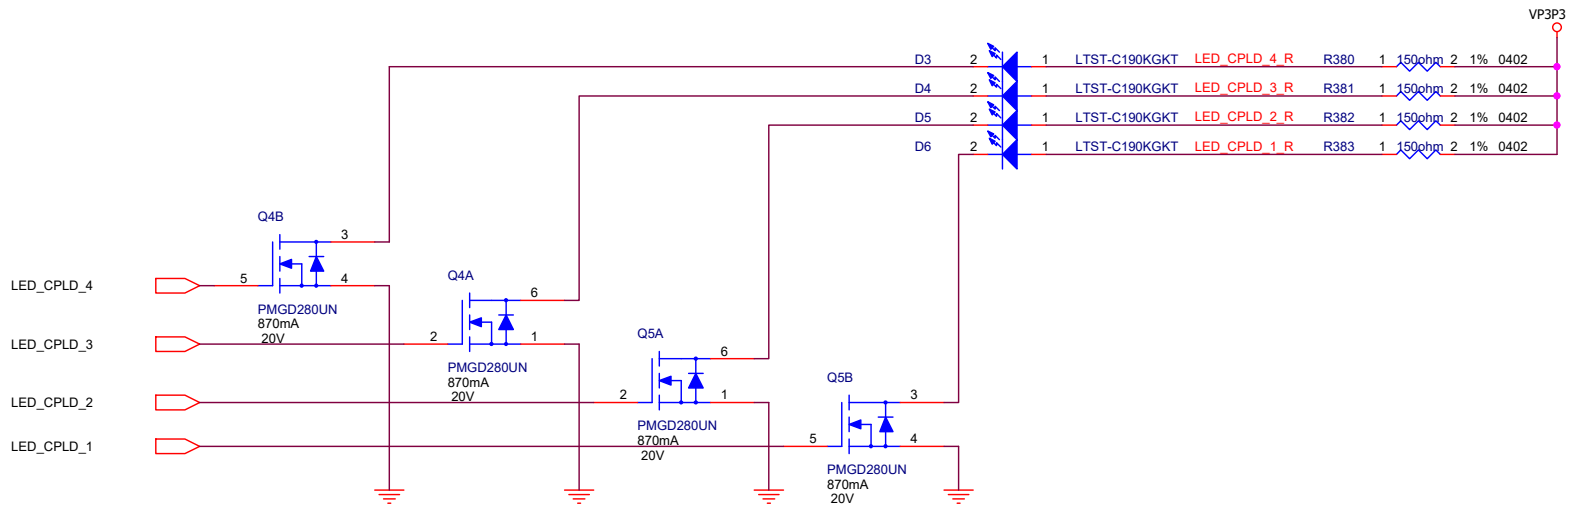 VP3P3
D3 2 1 LTST-C190KGKT LED_CPLD_4_R R380 1 150ohm 2 1% 0402
D4 2 1 LTST-C190KGKT LED_CPLD_3_R R381 1 150ohm 2 1% 0402
D5 2 1 LTST-C190KGKT LED_CPLD_2_R R382 1 150ohm 2 1% 0402
D6 2 1 LTST-C190KGKT LED_CPLD_1_R R383 1 150ohm 2 1% 0402
Q4B
3
LED_CPLD_4 5 4
PMGD280UN
870mA
20V
Q4A
6
LED_CPLD_3 2 1
PMGD280UN
870mA
20V
Q5A
6
LED_CPLD_2 2 1
PMGD280UN
870mA
20V
Q5B
3
LED_CPLD_1 5 4
PMGD280UN
870mA
20V